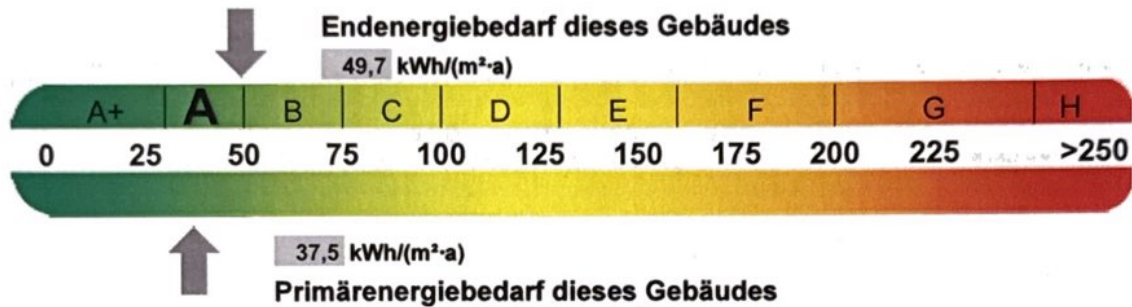 Endenergiebedarf dieses Gebäudes
49,7 kWh/(m²·a)
A+ A B C D E F G H
0 25 50 75 100 125 150 175 200 225 >250
37,5 kWh/(m²·a)
Primärenergiebedarf dieses Gebäudes